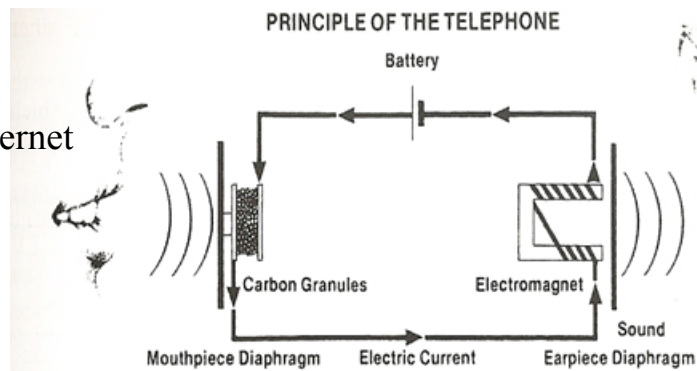 PRINCIPLE OF THE TELEPHONE
Battery
ernet
Carbon Granules
Electromagnet
Sound
Mouthpiece Diaphragm
Electric Current
Earpiece Diaphragm